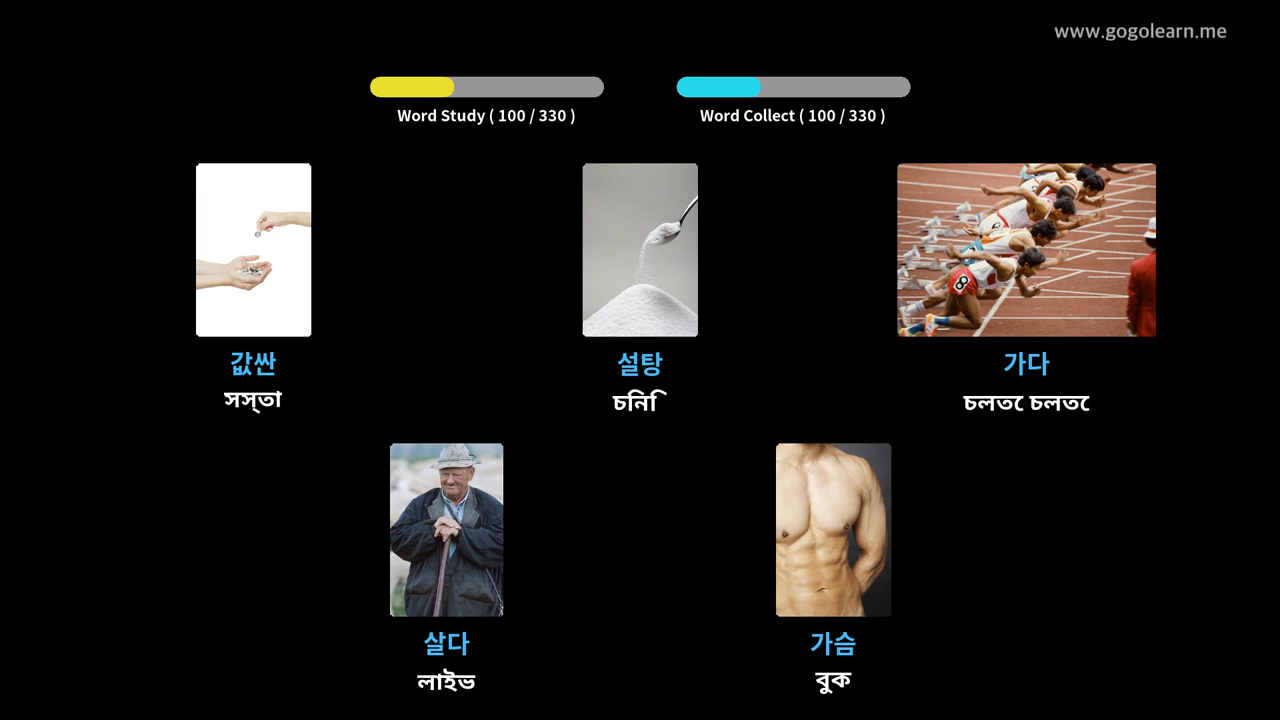 www.gogolearn.me
Word Study ( 100 / 330 )
Word Collect ( 100 / 330 )
값싼
সস্তা
설탕
চিনি
가다
চলতে চলতে
살다
লাইভ
가슴
বুক